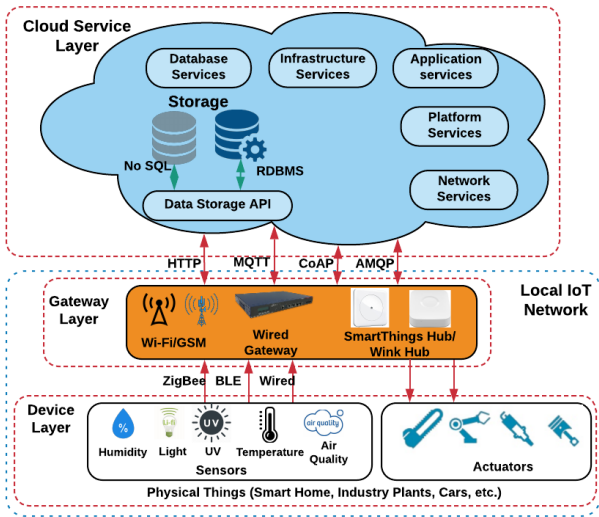 Cloud Service
Layer
Database
Services
Infrastructure
Services
Application
services
Storage
Platform
Services
No SQL
RDBMS
Network
Services
Data Storage API
HTTP
MQTT
CoAP
AMQP
Gateway
Layer
Local IoT
Network
Wi-Fi/GSM
Wired
Gateway
SmartThings Hub/
Wink Hub
ZigBee
BLE
Wired
Device
Layer
%
U-N
UV
air quality
Humidity
Light
UV
Temperature
Air
Quality
Sensors
Actuators
Physical Things (Smart Home, Industry Plants, Cars, etc.)